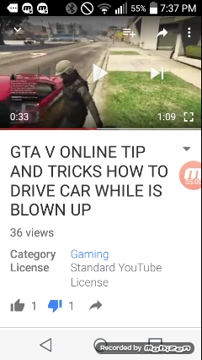 55% 7:37 PM
0:33
1:09
GTA V ONLINE TIP
AND TRICKS HOW TO
DRIVE CAR WHILE IS
BLOWN UP
36 views
Category Gaming
License Standard YouTube
License
1 1
Recorded by Mobizen